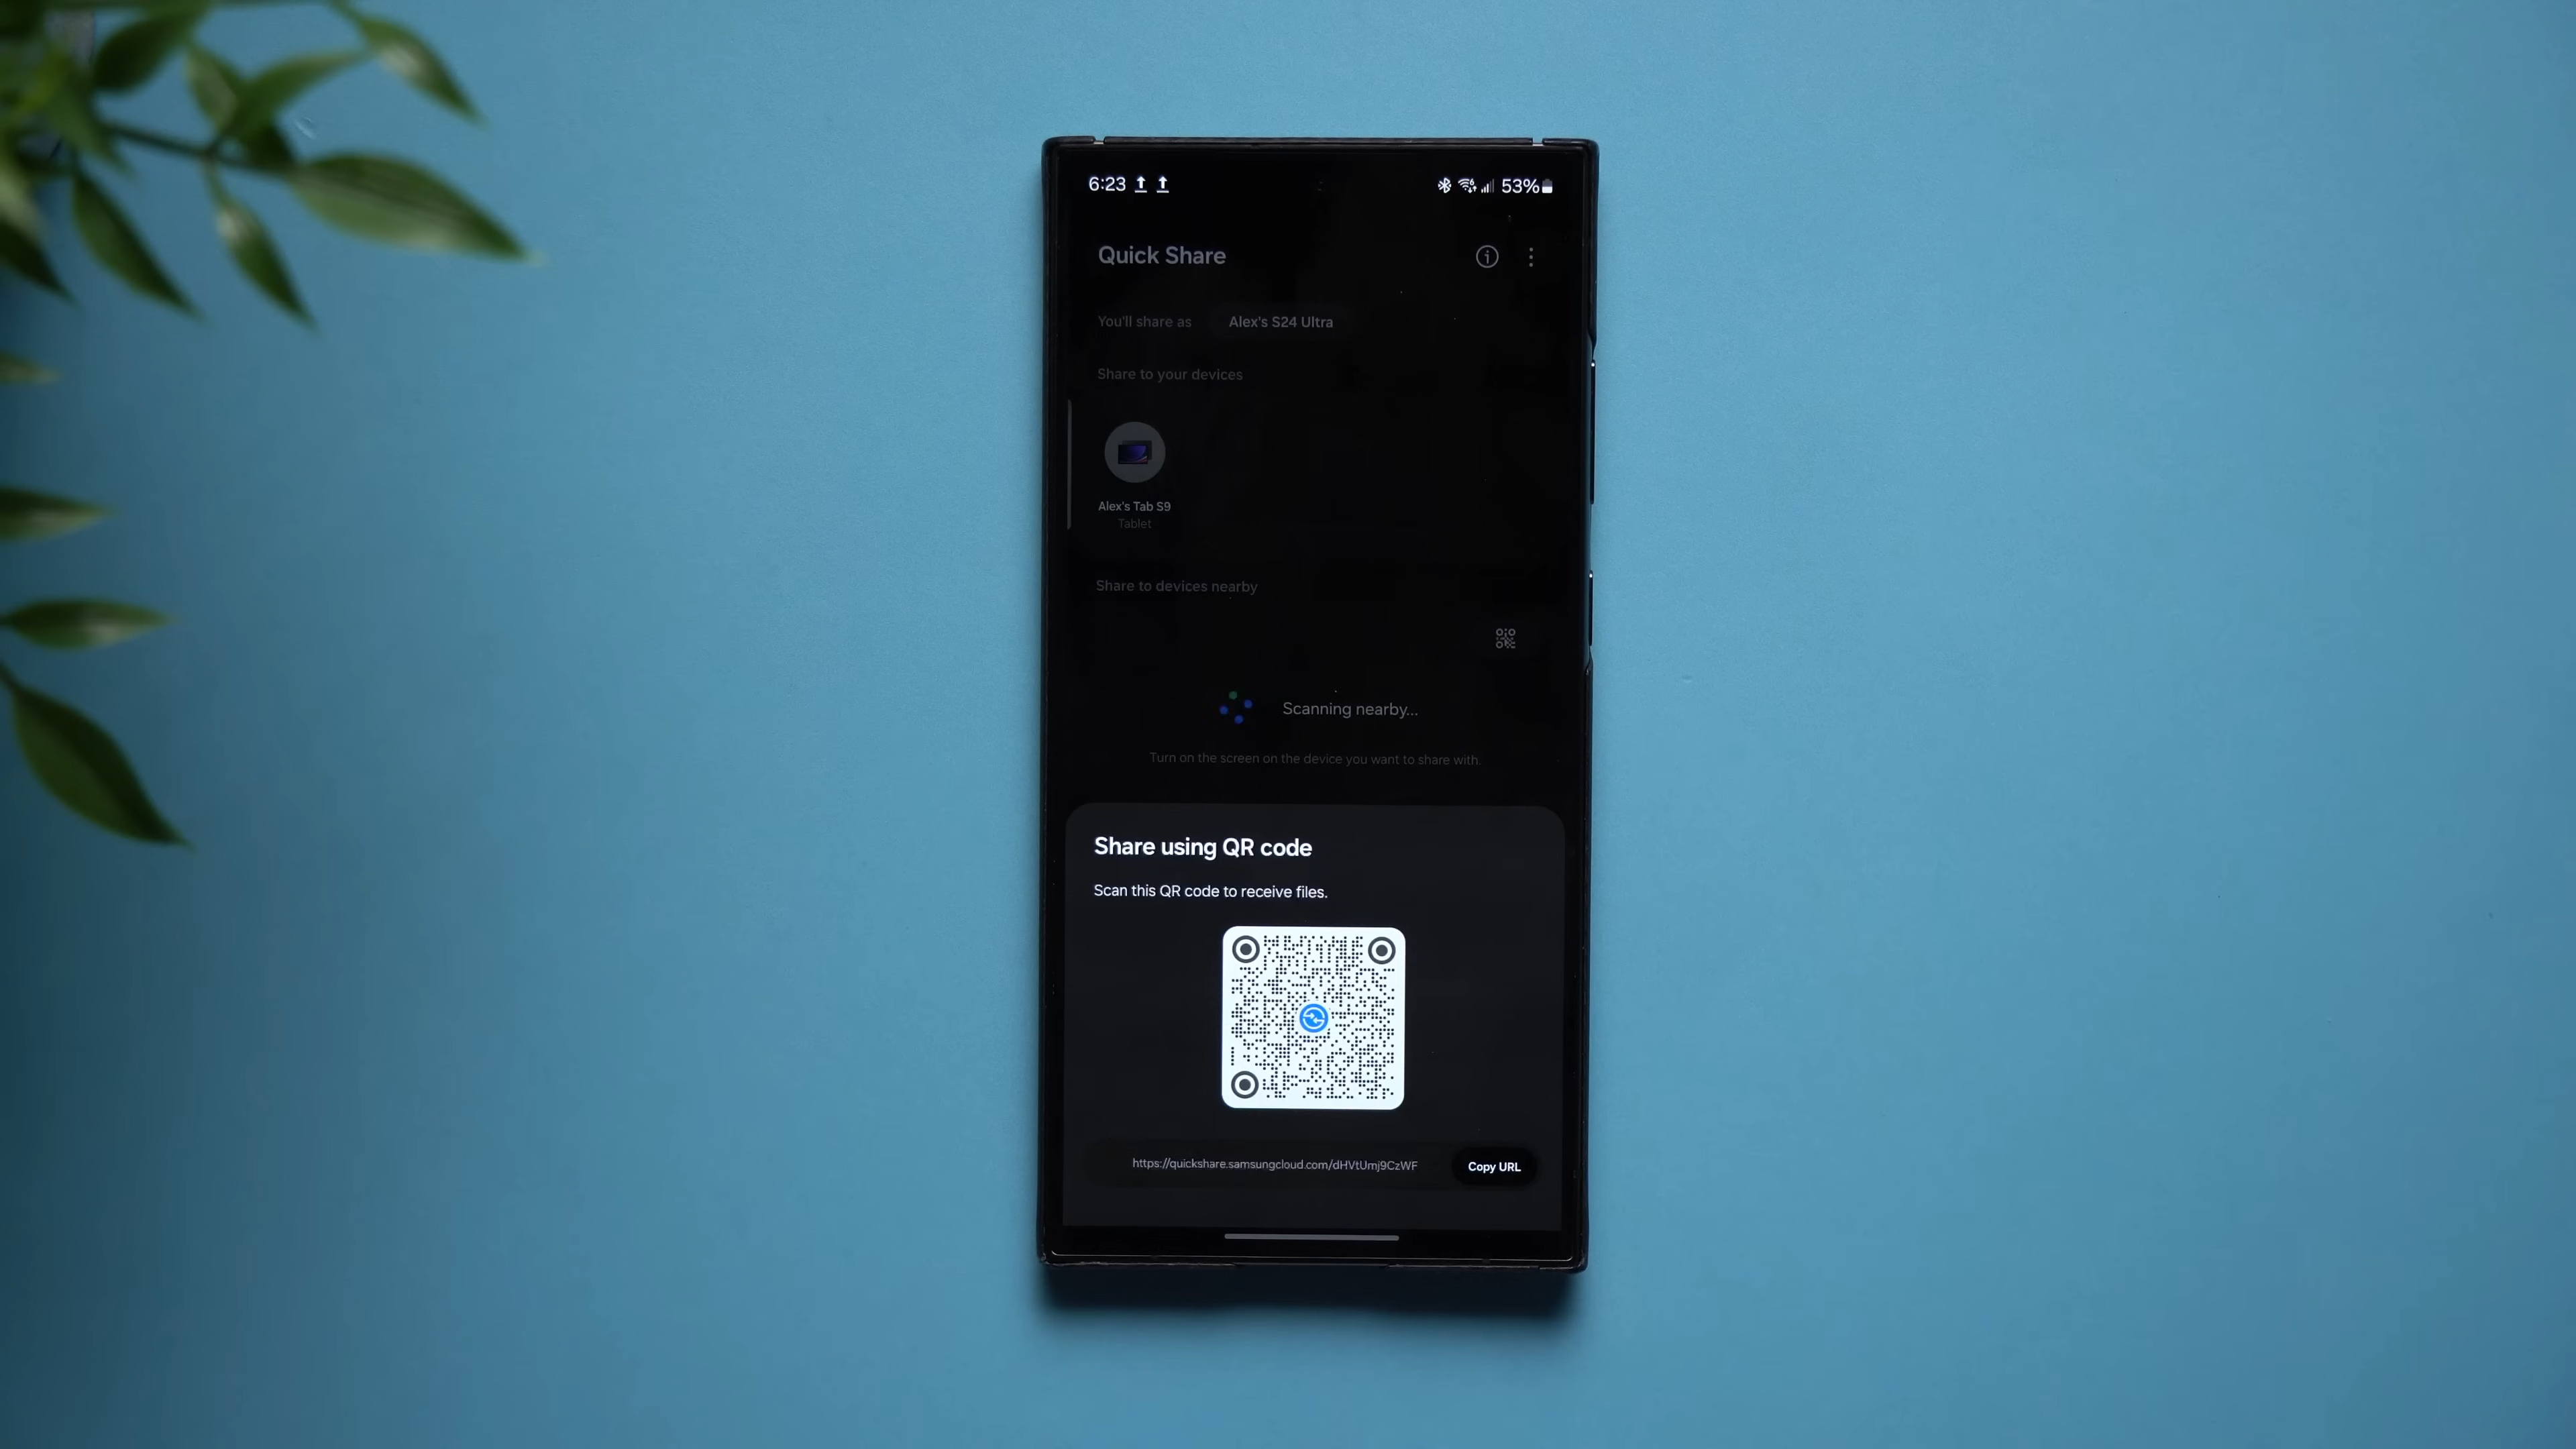 6:23
53%
Quick Share
You'll share as Alex's S24 Ultra
Share to your devices
Alex's Tab S9
Tablet
Share to devices nearby
Scanning nearby...
Turn on the screen on the device you want to share with.
Share using QR code
Scan this QR code to receive files.
https://quickshare.samsungcloud.com/dHVtUmj9CzWF
Copy URL